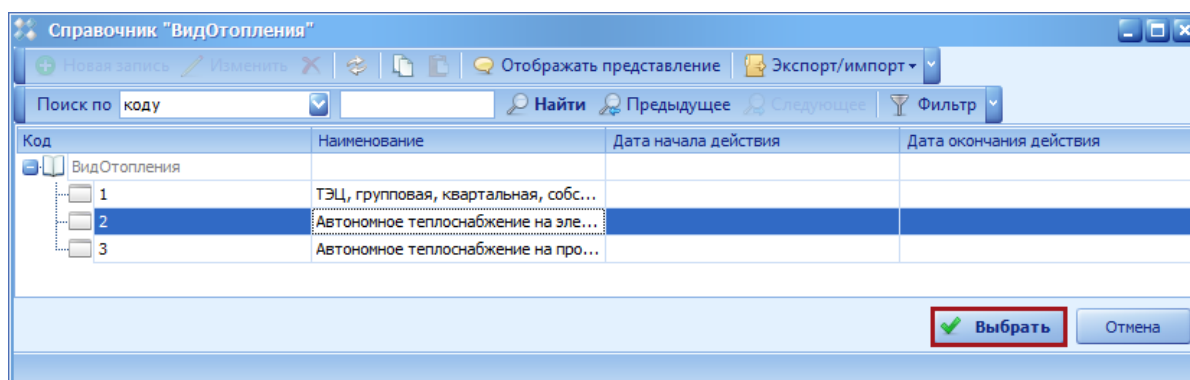 Справочник "ВидОтопления"
Новая запись Изменить Отображать представление Экспорт/импорт
Поиск по коду Найти Предыдущее Следующее Фильтр
Код Наименование Дата начала действия Дата окончания действия
ВидОтопления
1 ТЭЦ, групповая, квартальная, собс...
2 Автономное теплоснабжение на эле...
3 Автономное теплоснабжение на про...
Выбрать Отмена